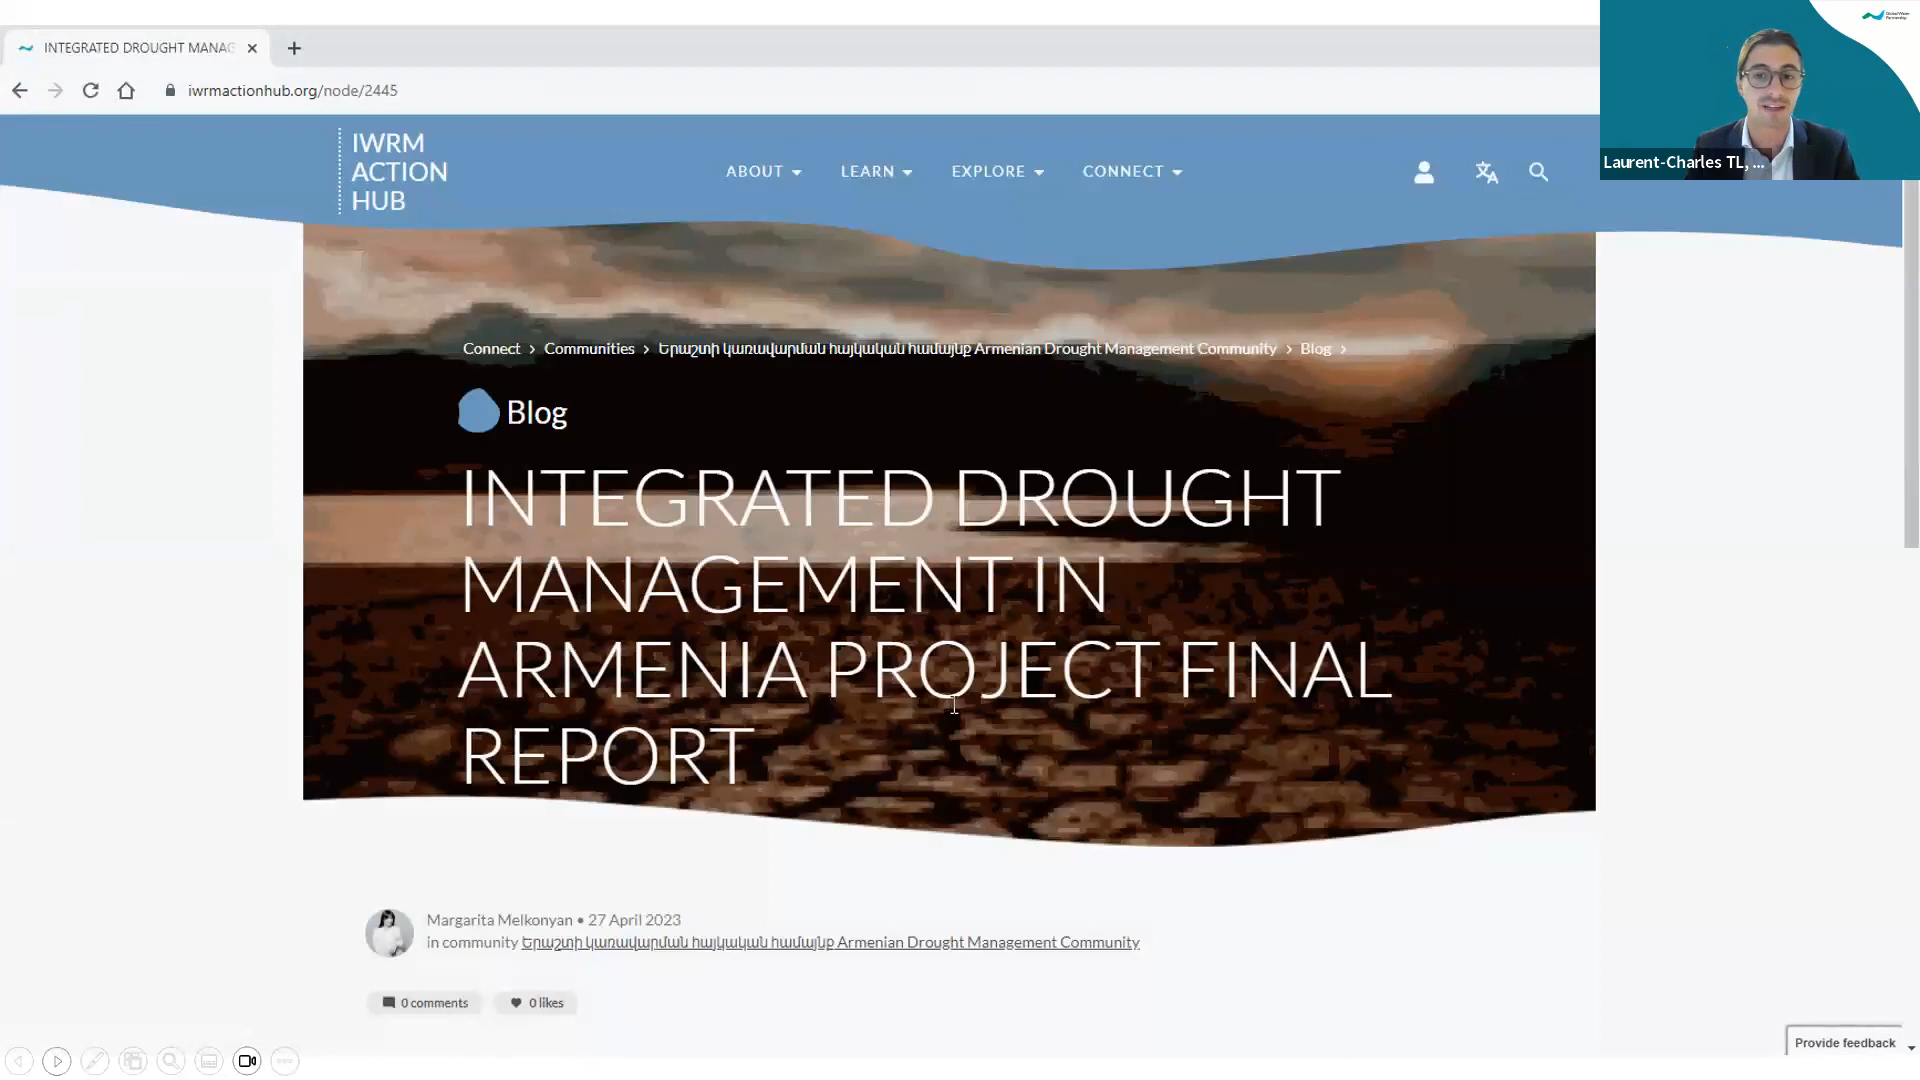 INTEGRATED DROUGHT MANAG
iwrmactionhub.org/node/2445
IWRM
ACTION
HUB
ABOUT
LEARN
EXPLORE
CONNECT
Laurent-Charles TL, ...
Connect > Communities > Երաշտի կառավարման հայկական համայնք Armenian Drought Management Community > Blog >
Blog
INTEGRATED DROUGHT
MANAGEMENT IN
ARMENIA PROJECT FINAL
REPORT
Margarita Melkonyan • 27 April 2023
in community Երաշտի կառավարման հայկական համայնք Armenian Drought Management Community
0 comments
0 likes
Provide feedback